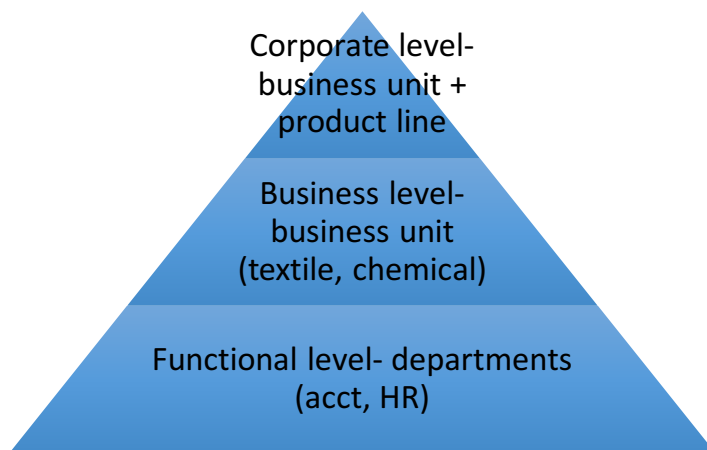 Corporate level-
business unit +
product line
Business level-
business unit
(textile, chemical)
Functional level- departments
(acct, HR)